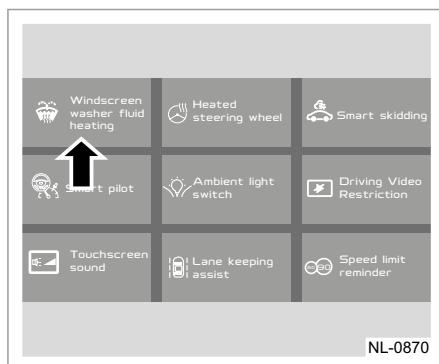 Windscreen
washer fluid
heating
Heated
steering wheel
Smart skidding
pilot
Ambient light
switch
Driving Video
Restriction
Touchscreen
sound
Lane keeping
assist
Speed limit
reminder
NL-0870